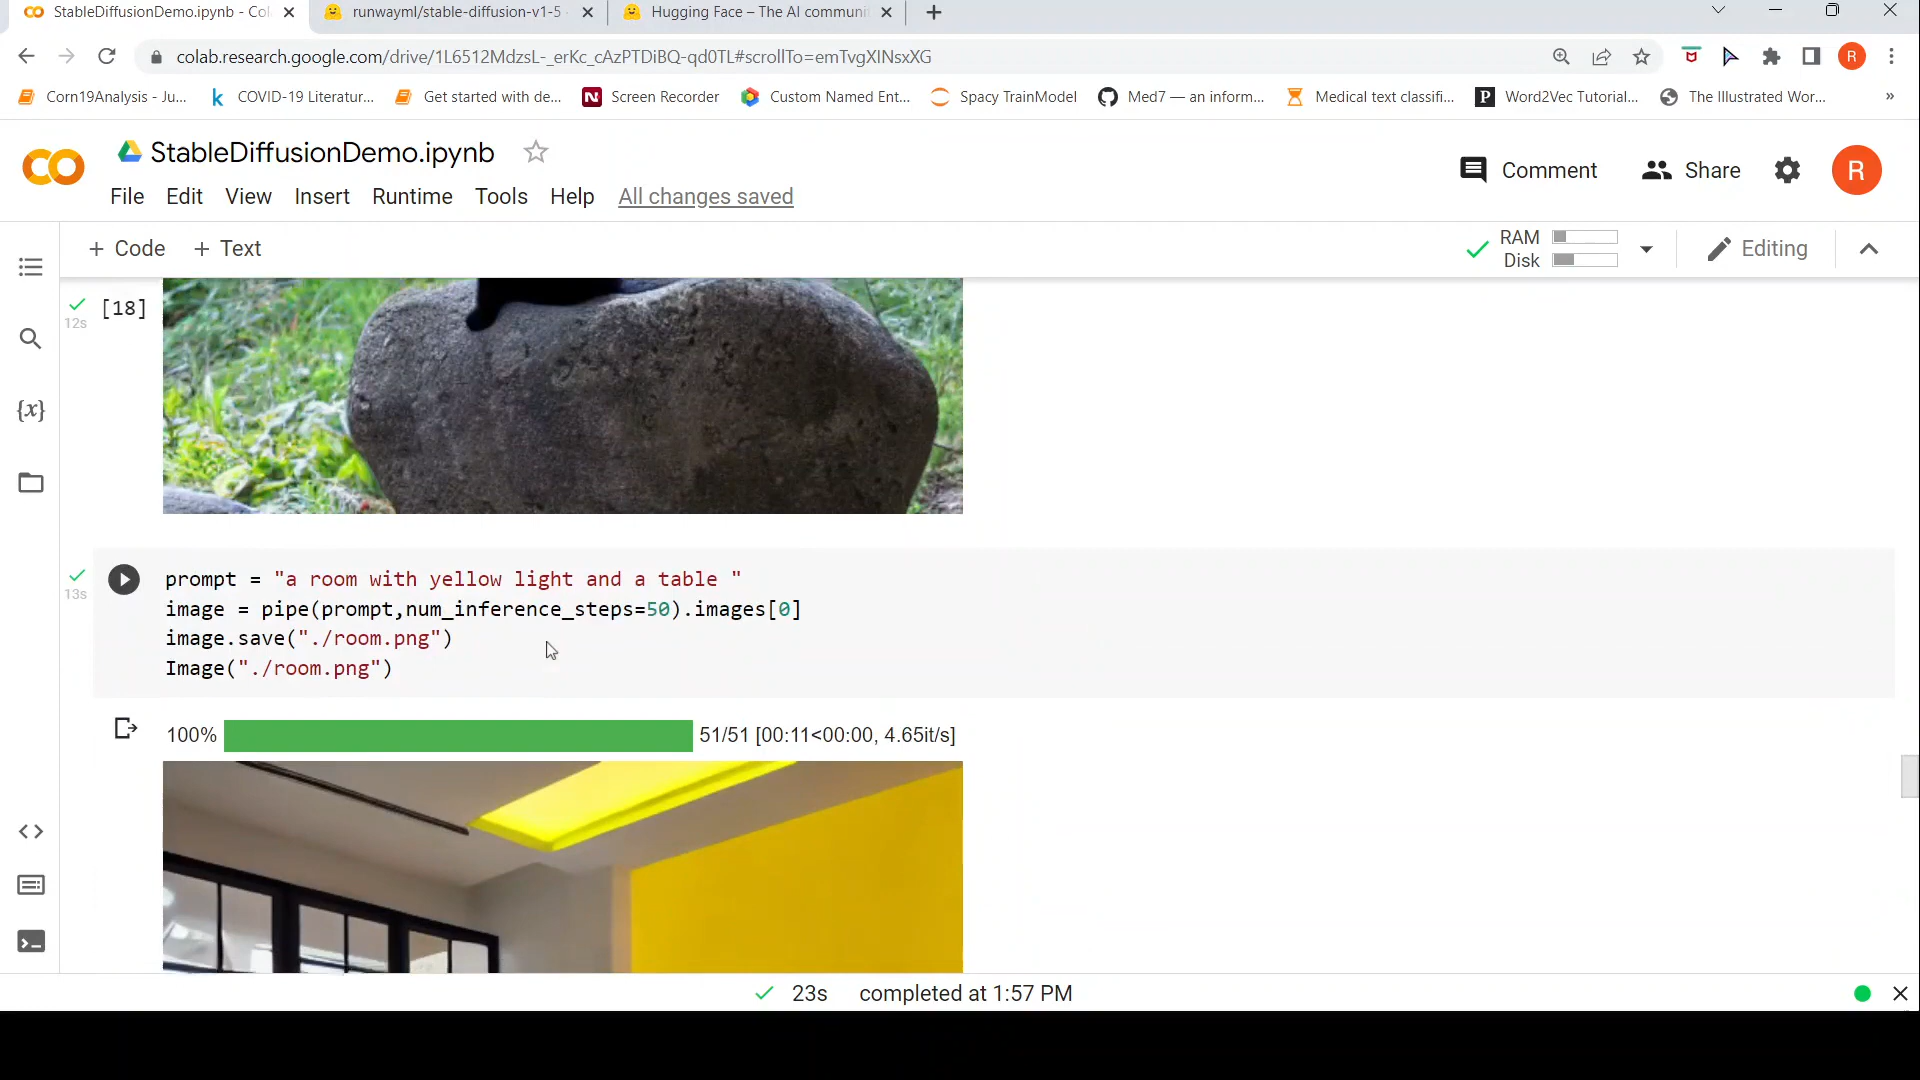 StableDiffusionDemo.ipynb - Col
runwayml/stable-diffusion-v1-5
Hugging Face – The AI communi
colab.research.google.com/drive/1L6512MdzsL-_erKc_cAzPTDiBQ-qd0TL#scrollTo=emTvgXINsxXG
R
Corn19Analysis - Ju...
COVID-19 Literatur...
Get started with de...
Screen Recorder
Custom Named Ent...
Spacy TrainModel
Med7 — an inform...
Medical text classifi...
Word2Vec Tutorial...
The Illustrated Wor...
»
StableDiffusionDemo.ipynb
Comment
Share
R
File Edit View Insert Runtime Tools Help All changes saved
+ Code + Text
RAM
Disk
Editing
[18]
12s
{x}
13s
prompt = "a room with yellow light and a table "
image = pipe(prompt,num_inference_steps=50).images[0]
image.save("./room.png")
Image("./room.png")
100% 51/51 [00:11<00:00, 4.65it/s]
23s completed at 1:57 PM